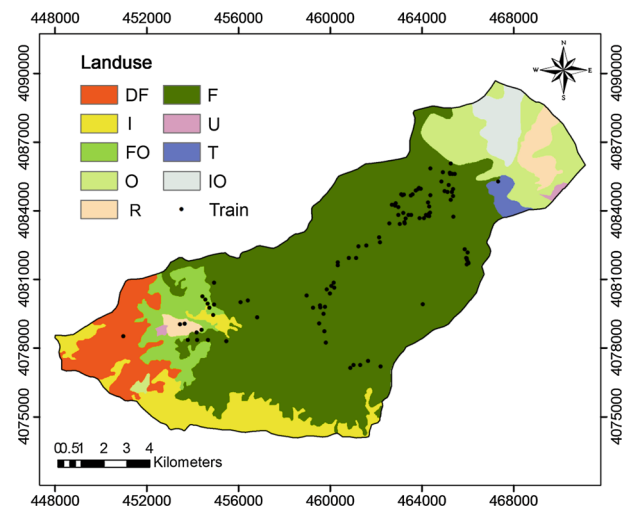 448000 452000 456000 460000 464000 468000
N
W E
S
4090000 4090000
Landuse
DF F
I U
4087000 4087000
FO T
O IO
R Train
4084000 4084000
4081000 4081000
4078000 4078000
4075000 4075000
00.51 2 3 4
Kilometers
448000 452000 456000 460000 464000 468000